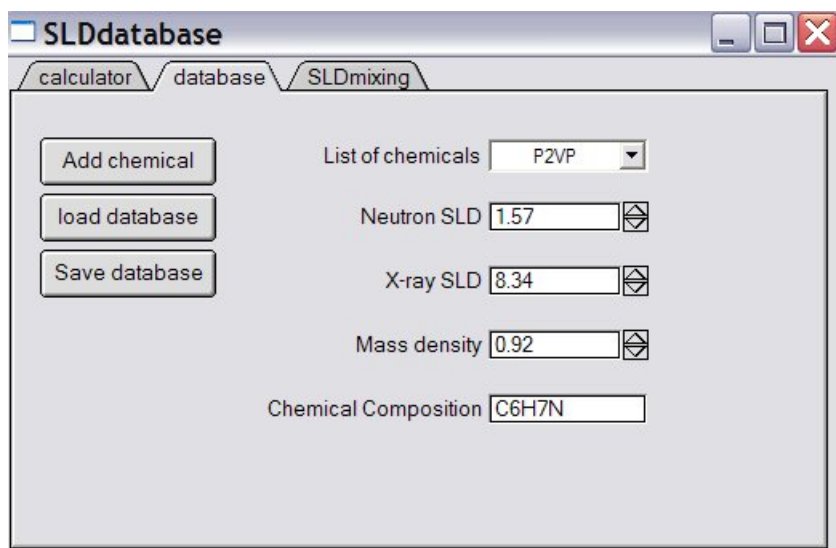 SLDdatabase
calculator database SLDmixing
Add chemical
load database
Save database
List of chemicals P2VP
Neutron SLD 1.57
X-ray SLD 8.34
Mass density 0.92
Chemical Composition C6H7N